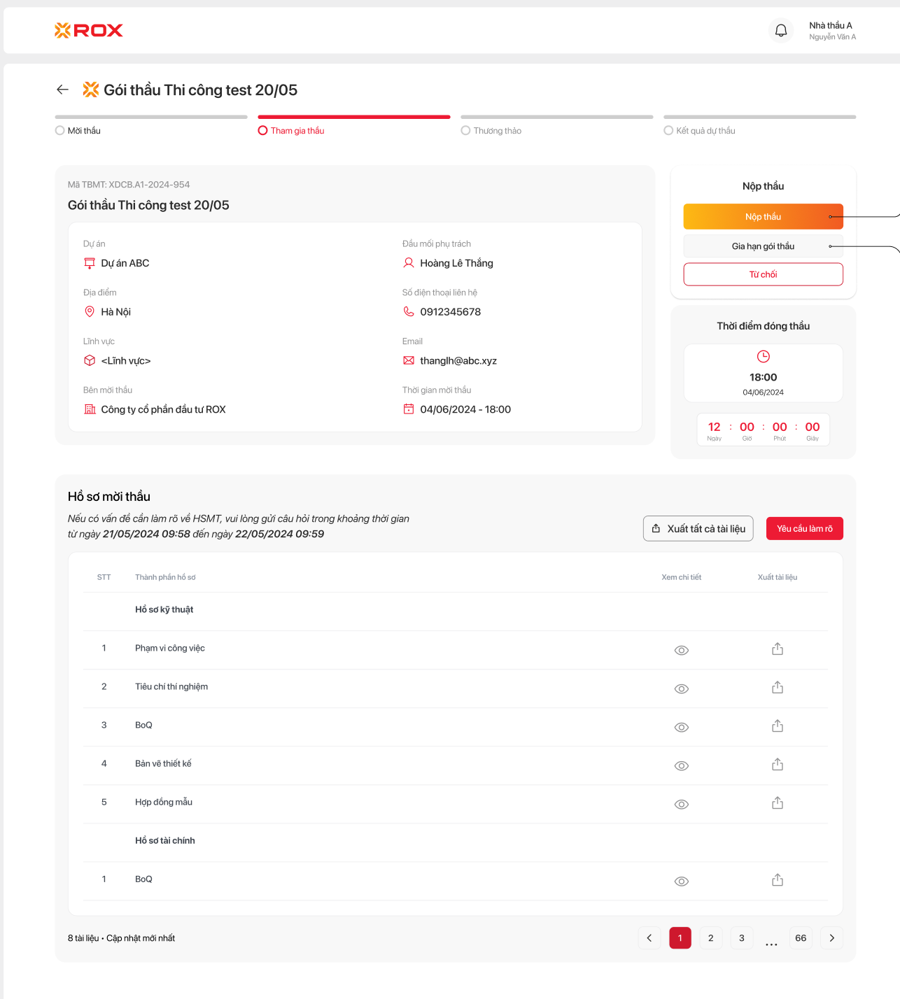 ROX
Nhà thầu A
Nguyễn Văn A
Gói thầu Thi công test 20/05
Mời thầu
Tham gia thầu
Thương thảo
Kết quả dự thầu
Mã TBMT: XDCB.A1-2024-954
Gói thầu Thi công test 20/05
Dự án
Dự án ABC
Địa điểm
Hà Nội
Lĩnh vực
<Lĩnh vực>
Bên mời thầu
Công ty cổ phần đầu tư ROX
Đầu mối phụ trách
Hoàng Lê Thắng
Số điện thoại liên hệ
0912345678
Email
thanglh@abc.xyz
Thời gian mời thầu
04/06/2024 - 18:00
Nộp thầu
Nộp thầu
Gia hạn gói thầu
Từ chối
Thời điểm đóng thầu
18:00
04/06/2024
12 : 00 : 00 : 00
Ngày Giờ Phút Giây
Hồ sơ mời thầu
Nếu có vấn đề cần làm rõ về HSMT, vui lòng gửi câu hỏi trong khoảng thời gian
từ ngày 21/05/2024 09:58 đến ngày 22/05/2024 09:59
Xuất tất cả tài liệu
Yêu cầu làm rõ
STT Thành phần hồ sơ Xem chi tiết Xuất tài liệu
Hồ sơ kỹ thuật
1 Phạm vi công việc
2 Tiêu chí thí nghiệm
3 BoQ
4 Bản vẽ thiết kế
5 Hợp đồng mẫu
Hồ sơ tài chính
1 BoQ
8 tài liệu • Cập nhật mới nhất
1 2 3 ... 66